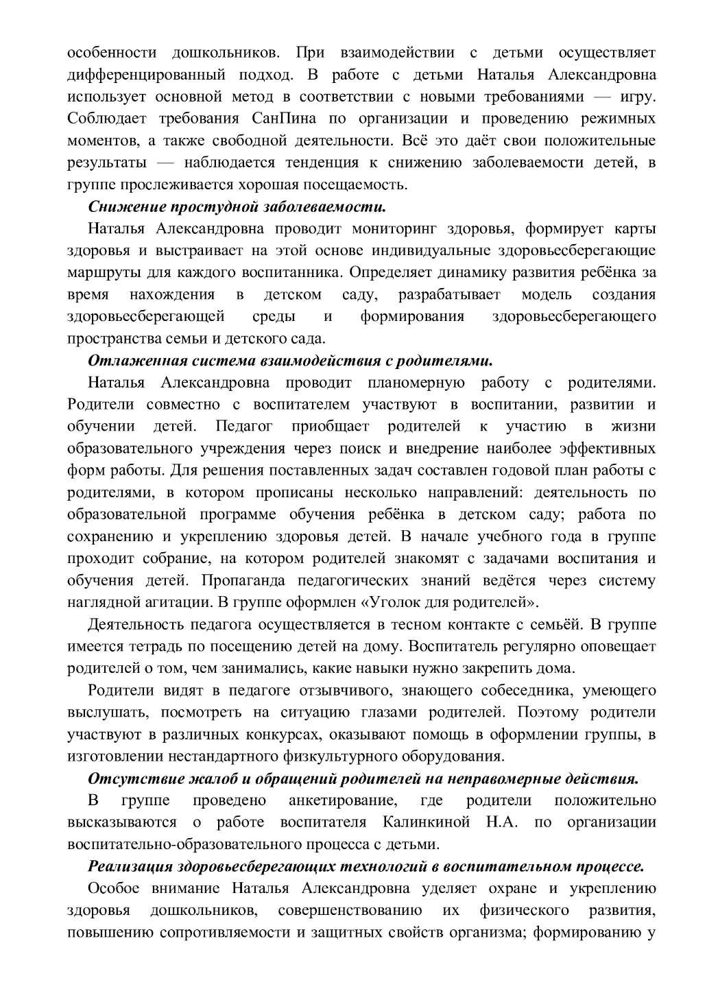 особенности дошкольников. При взаимодействии с детьми осуществляет
дифференцированный подход. В работе с детьми Наталья Александровна
использует основной метод в соответствии с новыми требованиями — игру.
Соблюдает требования СанПина по организации и проведению режимных
моментов, а также свободной деятельности. Всё это даёт свои положительные
результаты — наблюдается тенденция к снижению заболеваемости детей, в
группе прослеживается хорошая посещаемость.
Снижение простудной заболеваемости.
Наталья Александровна проводит мониторинг здоровья, формирует карты
здоровья и выстраивает на этой основе индивидуальные здоровьесберегающие
маршруты для каждого воспитанника. Определяет динамику развития ребёнка за
время нахождения в детском саду, разрабатывает модель создания
здоровьесберегающей среды и формирования здоровьесберегающего
пространства семьи и детского сада.
Отлаженная система взаимодействия с родителями.
Наталья Александровна проводит планомерную работу с родителями.
Родители совместно с воспитателем участвуют в воспитании, развитии и
обучении детей. Педагог приобщает родителей к участию в жизни
образовательного учреждения через поиск и внедрение наиболее эффективных
форм работы. Для решения поставленных задач составлен годовой план работы с
родителями, в котором прописаны несколько направлений: деятельность по
образовательной программе обучения ребёнка в детском саду; работа по
сохранению и укреплению здоровья детей. В начале учебного года в группе
проходит собрание, на котором родителей знакомят с задачами воспитания и
обучения детей. Пропаганда педагогических знаний ведётся через систему
наглядной агитации. В группе оформлен «Уголок для родителей».
Деятельность педагога осуществляется в тесном контакте с семьёй. В группе
имеется тетрадь по посещению детей на дому. Воспитатель регулярно оповещает
родителей о том, чем занимались, какие навыки нужно закрепить дома.
Родители видят в педагоге отзывчивого, знающего собеседника, умеющего
выслушать, посмотреть на ситуацию глазами родителей. Поэтому родители
участвуют в различных конкурсах, оказывают помощь в оформлении группы, в
изготовлении нестандартного физкультурного оборудования.
Отсутствие жалоб и обращений родителей на неправомерные действия.
В группе проведено анкетирование, где родители положительно
высказываются о работе воспитателя Калинкиной Н.А. по организации
воспитательно-образовательного процесса с детьми.
Реализация здоровьесберегающих технологий в воспитательном процессе.
Особое внимание Наталья Александровна уделяет охране и укреплению
здоровья дошкольников, совершенствованию их физического развития,
повышению сопротивляемости и защитных свойств организма; формированию у